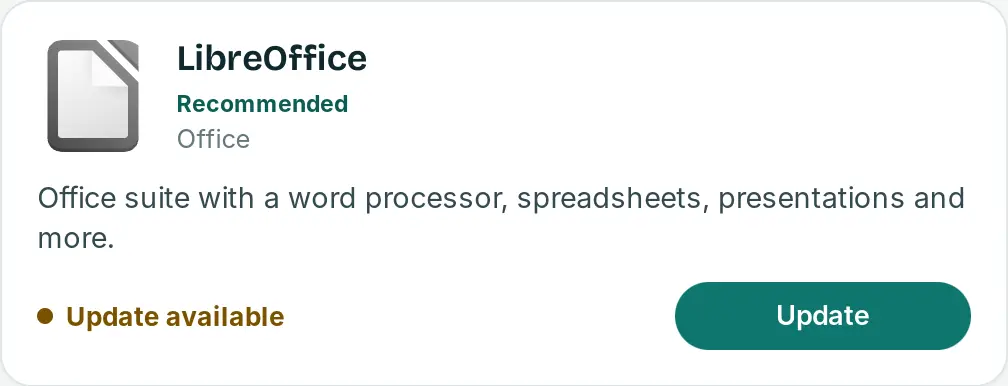 LibreOffice
Recommended
Office
Office suite with a word processor, spreadsheets, presentations and
more.
Update available
Update